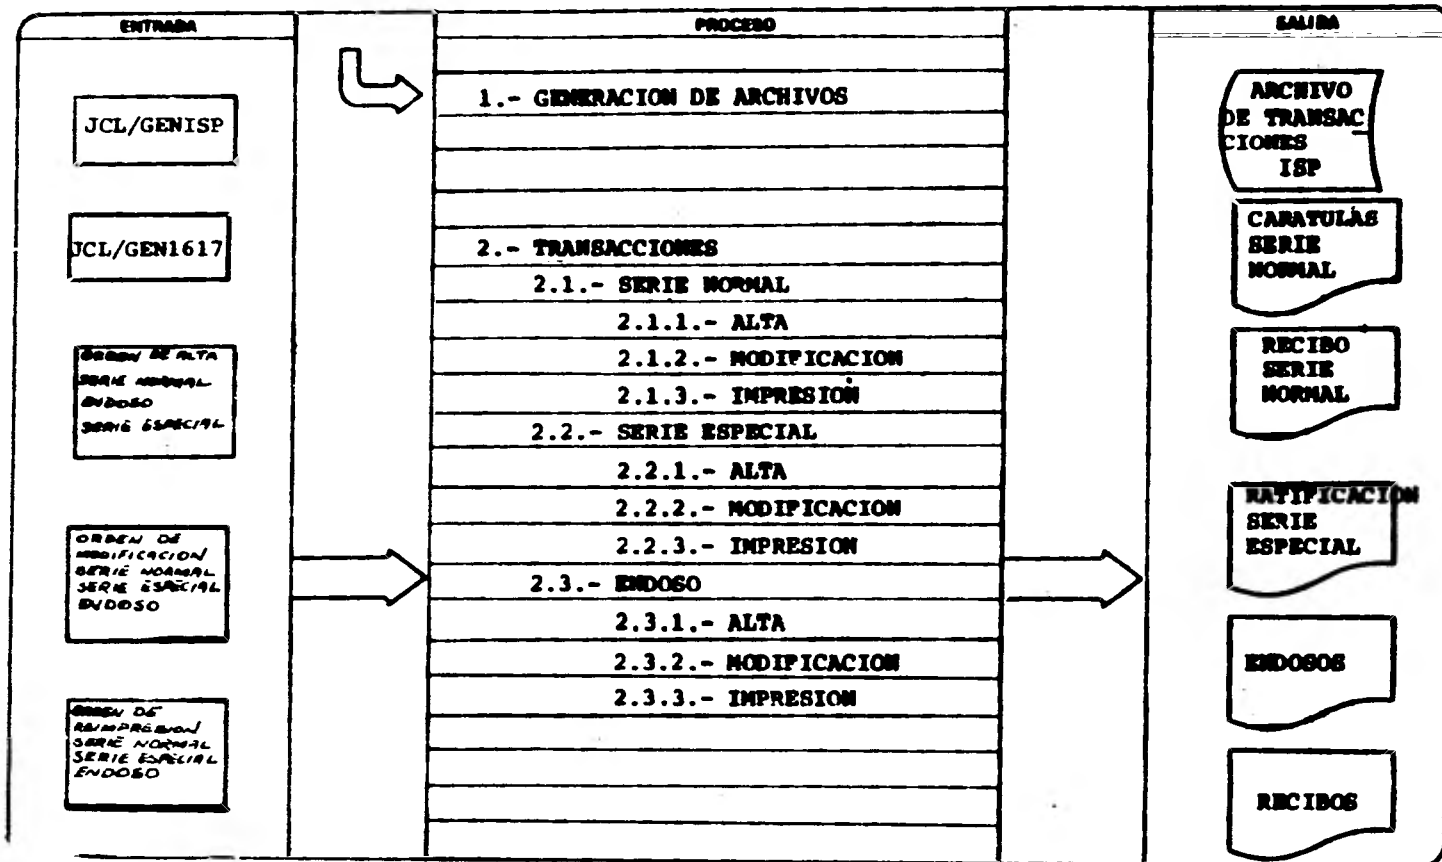 ENTRADA
PROCESO
SALIDA
JCL/GENISP
JCL/GEN1617
ORDEN DE ALTA
SERIE NORMAL
ENDOSO
SERIE ESPECIAL
ORDEN DE
MODIFICACION
SERIE NORMAL
SERIE ESPECIAL
ENDOSO
ORDEN DE
REIMPRESION
SERIE NORMAL
SERIE ESPECIAL
ENDOSO
1.- GENERACION DE ARCHIVOS
2.- TRANSACCIONES
2.1.- SERIE NORMAL
2.1.1.- ALTA
2.1.2.- MODIFICACION
2.1.3.- IMPRESIÓN
2.2.- SERIE ESPECIAL
2.2.1.- ALTA
2.2.2.- MODIFICACION
2.2.3.- IMPRESION
2.3.- ENDOSO
2.3.1.- ALTA
2.3.2.- MODIFICACION
2.3.3.- IMPRESION
ARCHIVO
DE TRANSAC
CIONES
ISP
CARATULAS
SERIE
NORMAL
RECIBO
SERIE
NORMAL
RATIFICACION
SERIE
ESPECIAL
ENDOSOS
RECIBOS